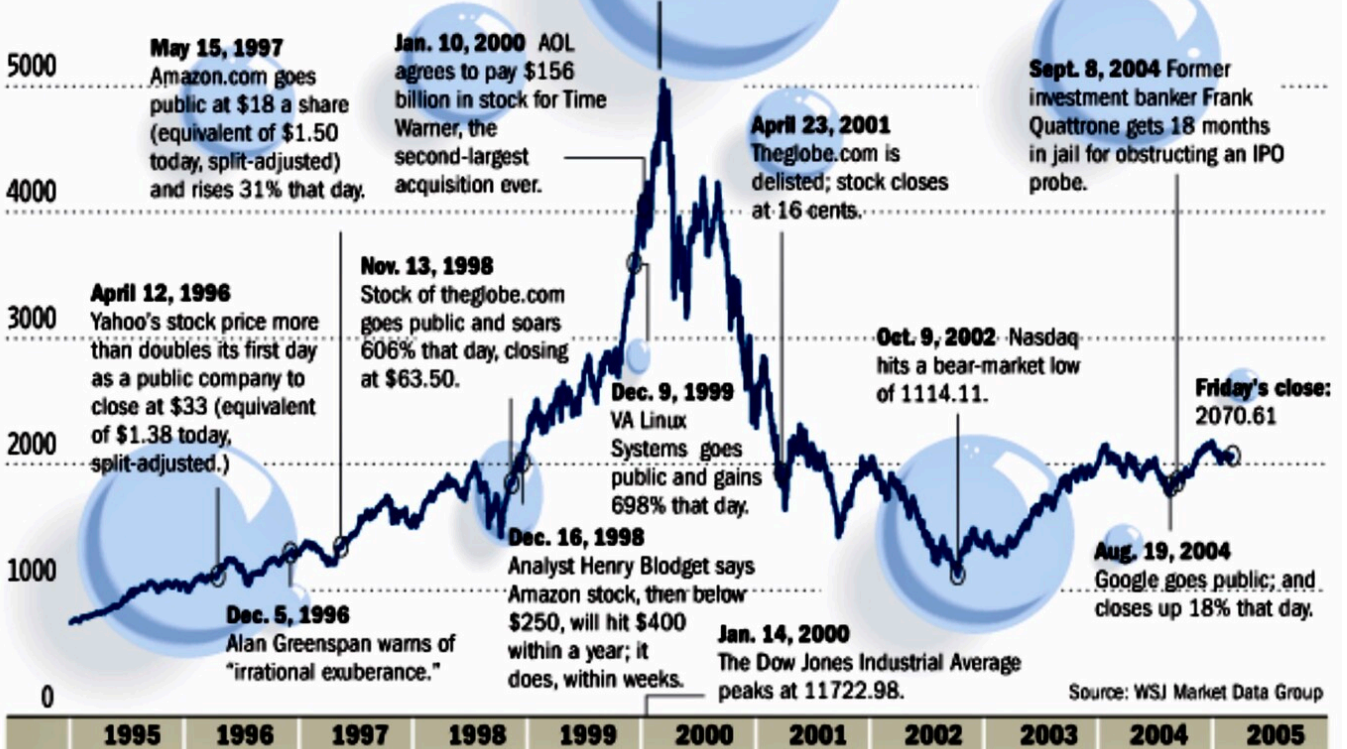 May 15, 1997
Amazon.com goes
public at $18 a share
(equivalent of $1.50
today, split-adjusted)
and rises 31% that day.
Jan. 10, 2000 AOL
agrees to pay $156
billion in stock for Time
Warner, the
second-largest
acquisition ever.
Sept. 8, 2004 Former
investment banker Frank
Quattrone gets 18 months
in jail for obstructing an IPO
probe.
April 23, 2001
Theglobe.com is
delisted; stock closes
at 16 cents.
April 12, 1996
Yahoo's stock price more
than doubles its first day
as a public company to
close at $33 (equivalent
of $1.38 today,
split-adjusted.)
Nov. 13, 1998
Stock of theglobe.com
goes public and soars
606% that day, closing
at $63.50.
Oct. 9, 2002 Nasdaq
hits a bear-market low
of 1114.11.
Friday's close:
2070.61
Dec. 9, 1999
VA Linux
Systems goes
public and gains
698% that day.
Dec. 16, 1998
Analyst Henry Blodget says
Amazon stock, then below
$250, will hit $400
within a year; it
does, within weeks.
Aug. 19, 2004
Google goes public; and
closes up 18% that day.
Dec. 5, 1996
Alan Greenspan warns of
"irrational exuberance."
Jan. 14, 2000
The Dow Jones Industrial Average
peaks at 11722.98.
Source: WSJ Market Data Group
5000
4000
3000
2000
1000
0
1995 1996 1997 1998 1999 2000 2001 2002 2003 2004 2005